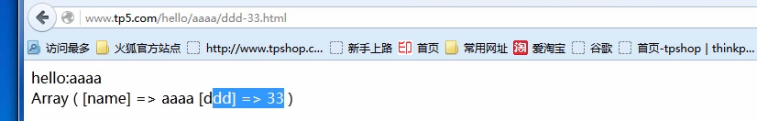 www.tp5.com/hello/aaaa/ddd-33.html
访问最多 火狐官方站点 http://www.tpshop.c... 新手上路 印 首页 常用网址 淘 爱淘宝 谷歌 首页-tpshop | thinkp...
hello:aaaa
Array ( [name] => aaaa [ddd] => 33 )